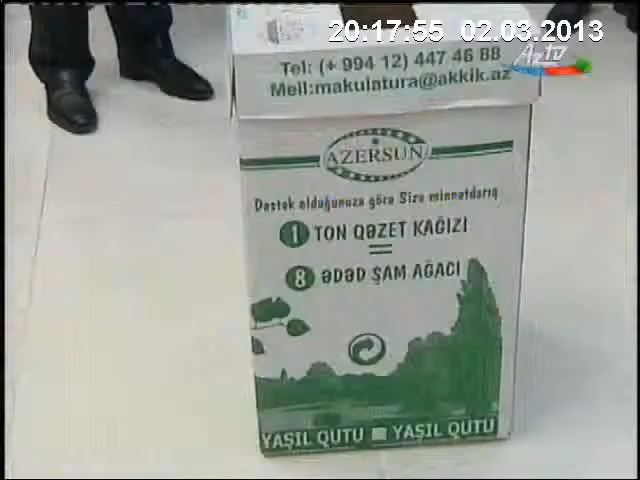 20:17:55 02.03.2013
AzTV
Tel: (+ 994 12) 447 46 88
Meil:makulatura@akkik.az
AZERSUN
Dəstək olduğunuza görə Sizə minnətdarıq
1 TON QƏZET KAĞIZI
=
8 ƏDƏD ŞAM AĞACI
YAŞIL QUTU YAŞIL QUTU